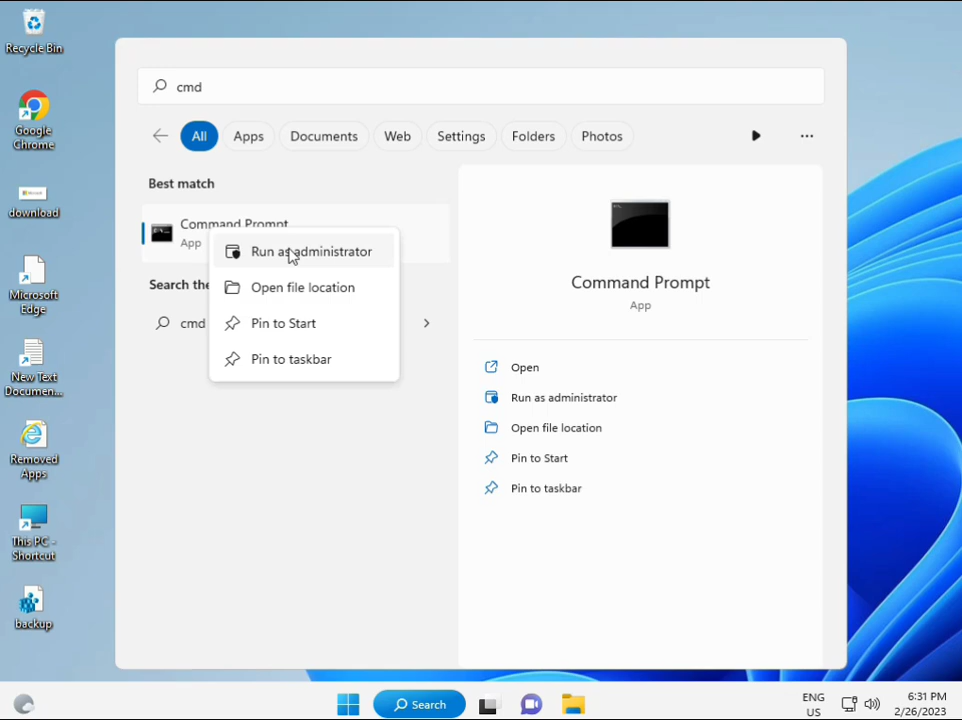 Recycle Bin
Google
Chrome
download
Microsoft
Edge
New Text
Documen...
Removed
Apps
This PC -
Shortcut
backup
cmd
All
Apps
Documents
Web
Settings
Folders
Photos
Best match
Command Prompt
App
Search the
cmd
Run as administrator
Open file location
Pin to Start
Pin to taskbar
Command Prompt
App
Open
Run as administrator
Open file location
Pin to Start
Pin to taskbar
Search
ENG
US
6:31 PM
2/26/2023